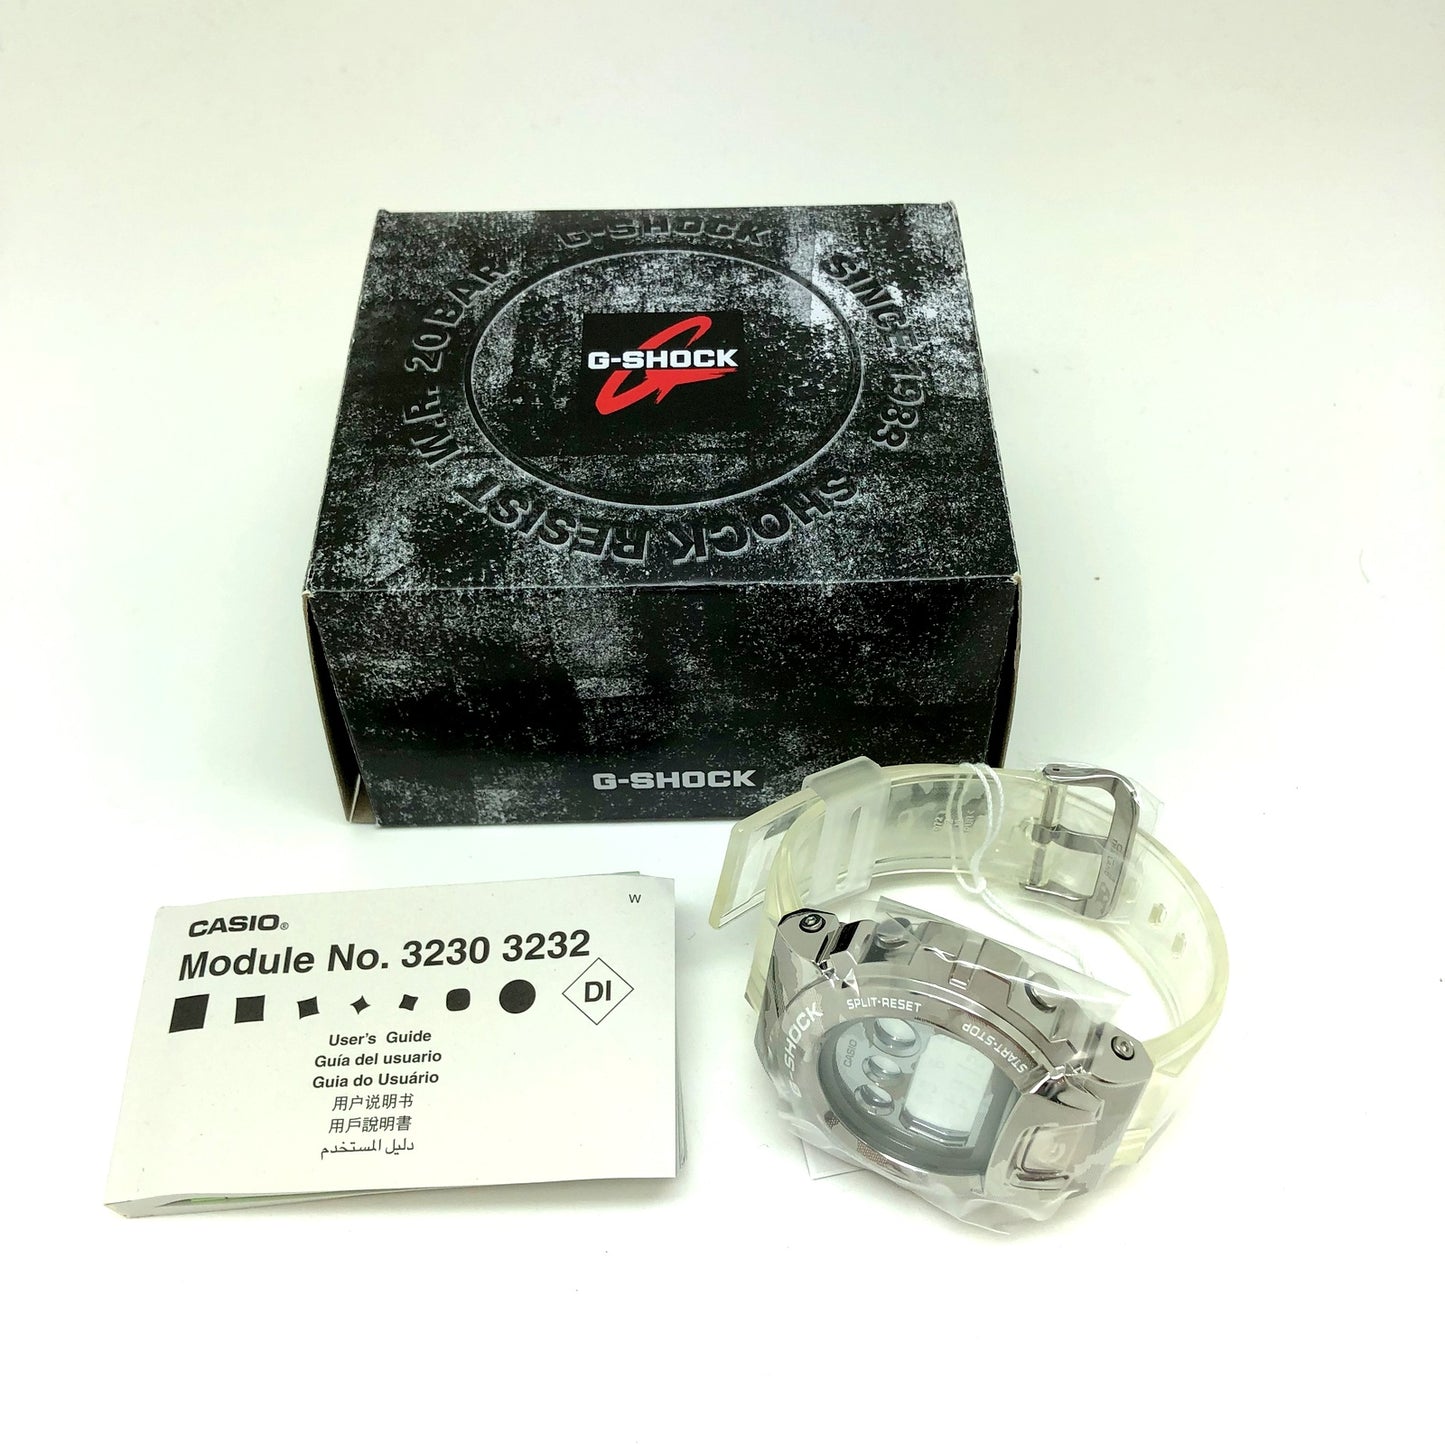 G-SHOCK
SINCE 1983
SHOCK RESIST
W.R. 20BAR
G-SHOCK
G-SHOCK
CASIO®
W
Module No. 3230 3232
DI
User's Guide
Guía del usuario
Guia do Usuário
用户说明书
用戶說明書
دليل المستخدم
G-SHOCK
SPLIT·RESET
START·STOP
CASIO
G